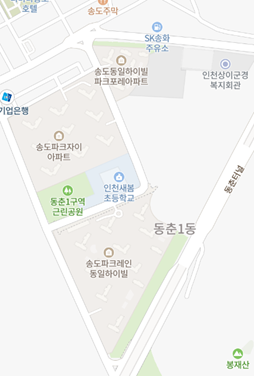 호텔
송도주막
SK송화
주유소
송도동일하이빌
파크포레아파트
인천상이군경
복지회관
기업은행
송도파크자이
아파트
인천새봄
초등학교
동춘터널
동춘1구역
근린공원
동춘1동
송도파크레인
동일하이빌
봉재산